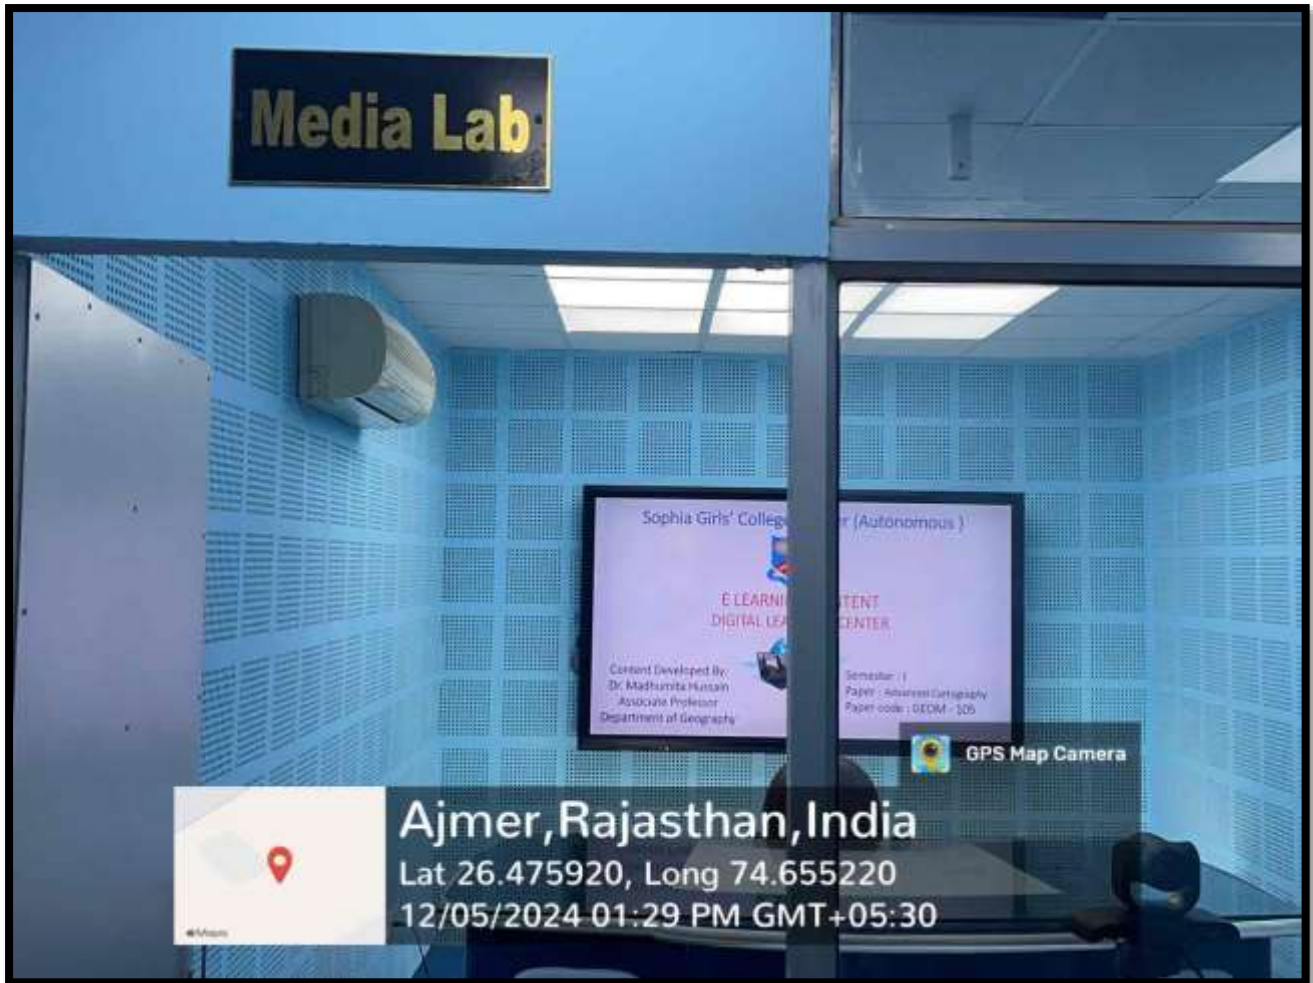 Media Lab
Sophia Girls' College r (Autonomous )
E LEARNI TENT
DIGITAL LEA CENTER
Content Developed By:
Dr. Madhumita Hussain
Associate Professor
Department of Geography
Semester : I
Paper : Advanced Cartography
Paper code : GEOM - 105
GPS Map Camera
Ajmer,Rajasthan,India
Lat 26.475920, Long 74.655220
12/05/2024 01:29 PM GMT+05:30